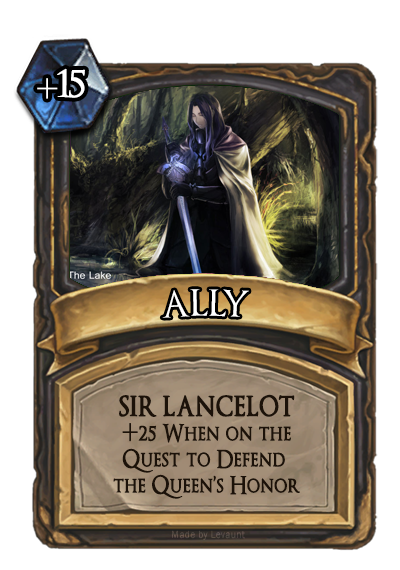 +15
The Lake
ALLY
SIR LANCELOT
+25 When on the
Quest to Defend
the Queen's Honor
Made by Levaunt